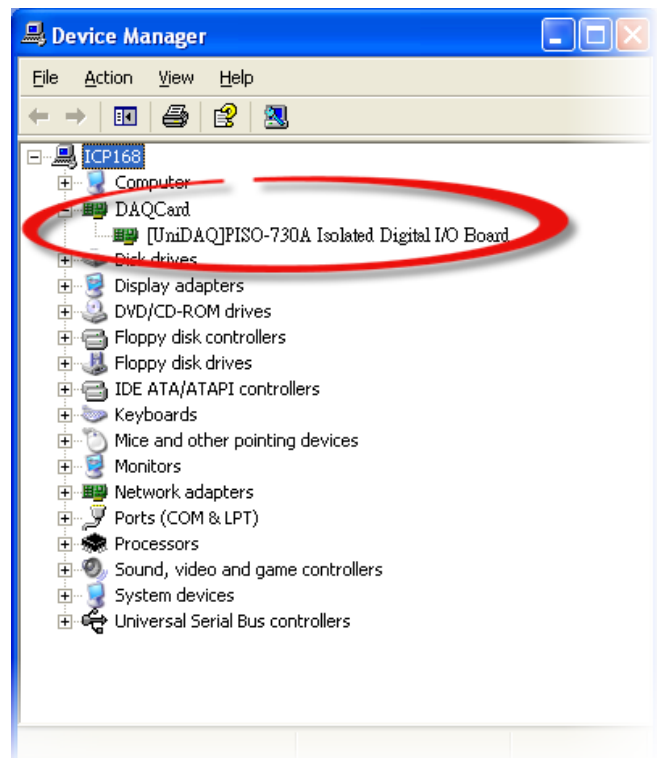 Device Manager
File Action View Help
ICP168
Computer
DAQCard
[UniDAQ]PISO-730A Isolated Digital I/O Board
Disk drives
Display adapters
DVD/CD-ROM drives
Floppy disk controllers
Floppy disk drives
IDE ATA/ATAPI controllers
Keyboards
Mice and other pointing devices
Monitors
Network adapters
Ports (COM & LPT)
Processors
Sound, video and game controllers
System devices
Universal Serial Bus controllers